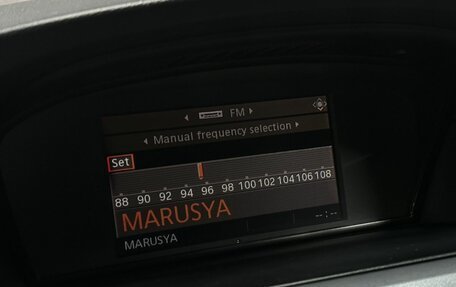 FM
Manual frequency selection
Set
88 90 92 94 96 98 100 102 104 106 108
MARUSYA
-- : --
MARUSYA